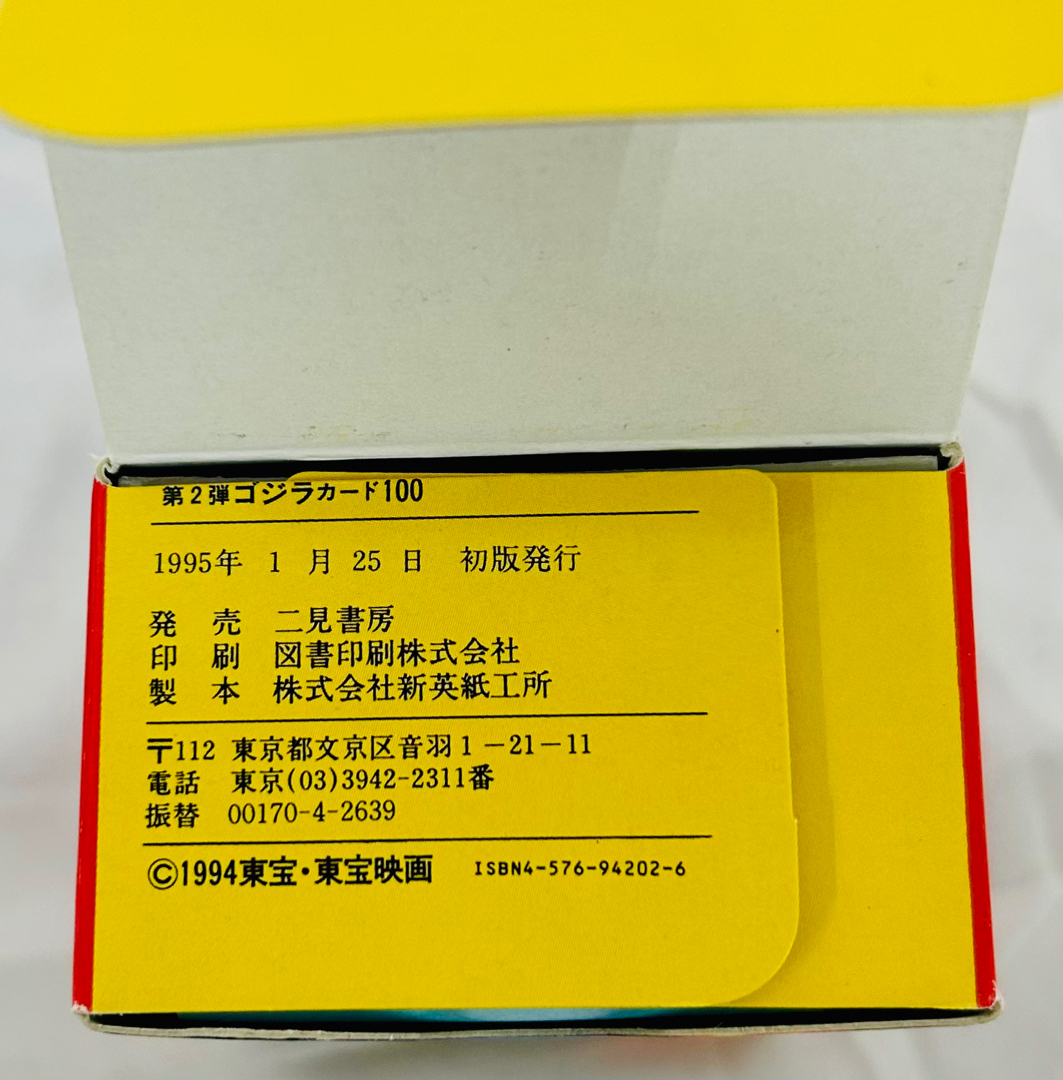 第2弾ゴジラカード100
1995年 1 月 25 日 初版発行
発 売 二見書房
印 刷 図書印刷株式会社
製 本 株式会社新英紙工所
〒112 東京都文京区音羽1−21−11
電話 東京(03)3942-2311番
振替 00170-4-2639
©1994東宝・東宝映画 ISBN4-576-94202-6